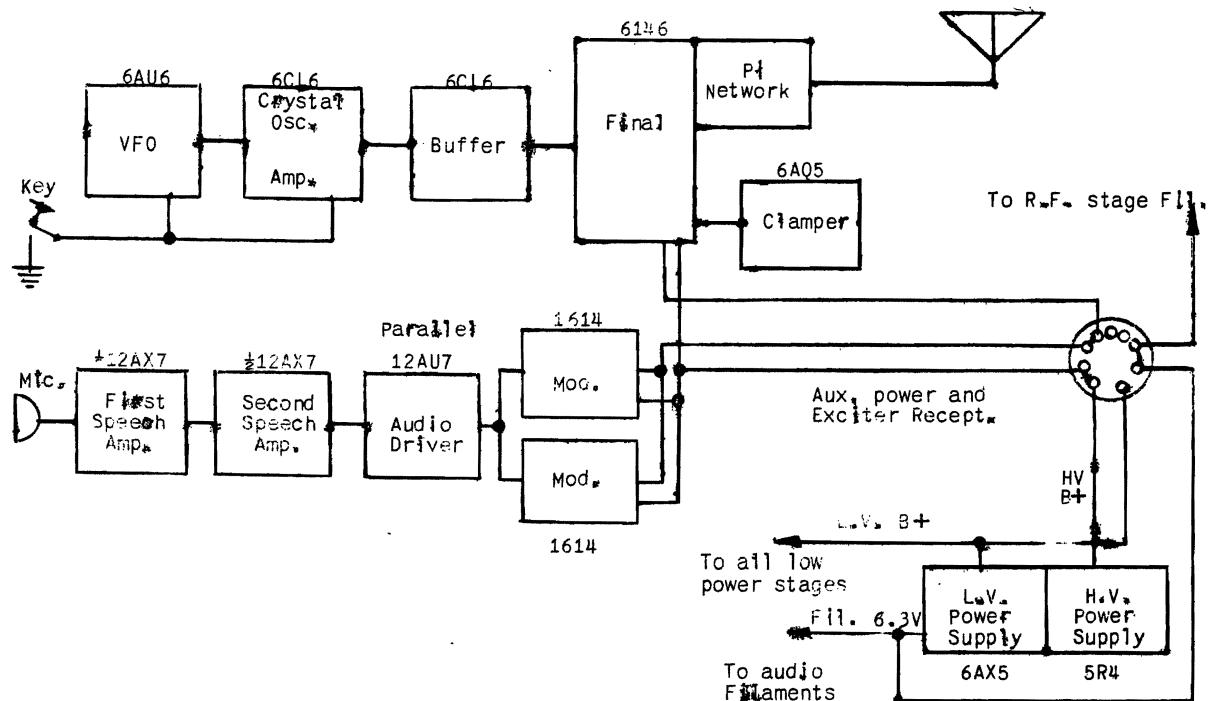 6146
6AU6
6CL6
6CL6
VFO
Crystal
Osc.
Amp.
Buffer
Final
Pi
Network
Key
6AQ5
Clamper
To R.F. stage Fil.
Parallel
1614
½12AX7
½12AX7
12AU7
Mic.
First
Speech
Amp.
Second
Speech
Amp.
Audio
Driver
Mod.
Mod.
1614
Aux. power and
Exciter Recept.
HV
B+
L.V. B+
To all low
power stages
L.V.
Power
Supply
H.V.
Power
Supply
Fil. 6.3V
6AX5
5R4
To audio
Filaments